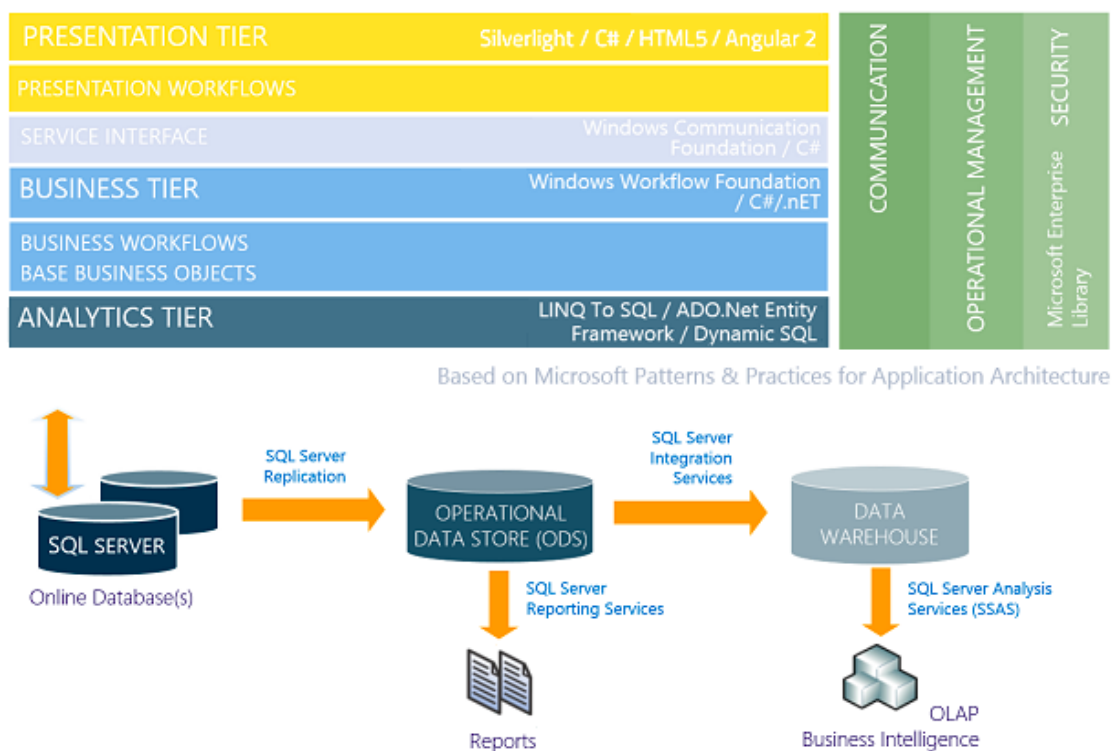 PRESENTATION TIER
Silverlight / C# / HTML5 / Angular 2
PRESENTATION WORKFLOWS
SERVICE INTERFACE
Windows Communication
Foundation / C#
BUSINESS TIER
Windows Workflow Foundation
/ C#/.nET
BUSINESS WORKFLOWS
BASE BUSINESS OBJECTS
ANALYTICS TIER
LINQ To SQL / ADO.Net Entity
Framework / Dynamic SQL
COMMUNICATION
OPERATIONAL MANAGEMENT
SECURITY
Microsoft Enterprise
Library
Based on Microsoft Patterns & Practices for Application Architecture
SQL SERVER
Online Database(s)
SQL Server
Replication
OPERATIONAL
DATA STORE (ODS)
SQL Server
Integration
Services
DATA
WAREHOUSE
SQL Server
Reporting Services
SQL Server Analysis
Services (SSAS)
Reports
OLAP
Business Intelligence